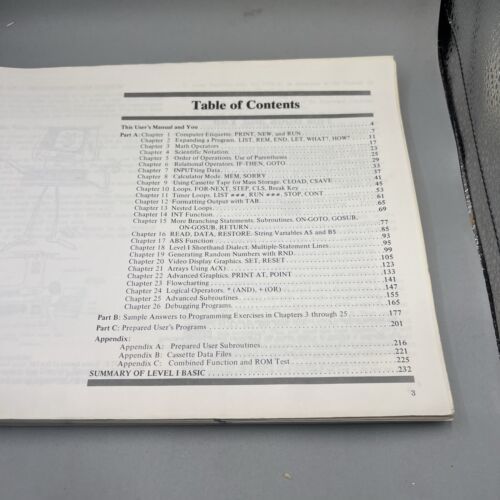 Table of Contents
This User's Manual and You 4
Part A: Chapter 1 Computer Etiquette. PRINT, NEW, and RUN 7
Chapter 2 Expanding a Program. LIST, REM, END, LET, WHAT?, HOW? 11
Chapter 3 Math Operators 17
Chapter 4 Scientific Notation 23
Chapter 5 Order of Operations. Use of Parentheses 25
Chapter 6 Relational Operators. IF-THEN, GOTO 29
Chapter 7 INPUTting Data 33
Chapter 8 Calculator Mode. MEM, SORRY 37
Chapter 9 Using Cassette Tape for Mass Storage. CLOAD, CSAVE 41
Chapter 10 Loops. FOR-NEXT, STEP, CLS, Break Key 45
Chapter 11 Timer Loops, LIST ###, RUN ###, STOP, CONT 53
Chapter 12 Formatting Output with TAB 61
Chapter 13 Nested Loops 65
Chapter 14 INT Function 69
Chapter 15 More Branching Statements. Subroutines. ON-GOTO, GOSUB,
ON-GOSUB, RETURN 77
Chapter 16 READ, DATA, RESTORE: String Variables A$ and B$ 85
Chapter 17 ABS Function 93
Chapter 18 Level I Shorthand Dialect: Multiple-Statement Lines 95
Chapter 19 Generating Random Numbers with RND 99
Chapter 20 Video Display Graphics. SET, RESET 105
Chapter 21 Arrays Using A(X) 123
Chapter 22 Advanced Graphics. PRINT AT, POINT 133
Chapter 23 Flowcharting 141
Chapter 24 Logical Operators, * (AND), + (OR) 147
Chapter 25 Advanced Subroutines 155
Chapter 26 Debugging Programs 165
Part B: Sample Answers to Programming Exercises in Chapters 3 through 25 177
Part C: Prepared User's Programs 201
Appendix:
Appendix A: Prepared User Subroutines 216
Appendix B: Cassette Data Files 221
Appendix C: Combined Function and ROM Test 225
SUMMARY OF LEVEL I BASIC 232
3